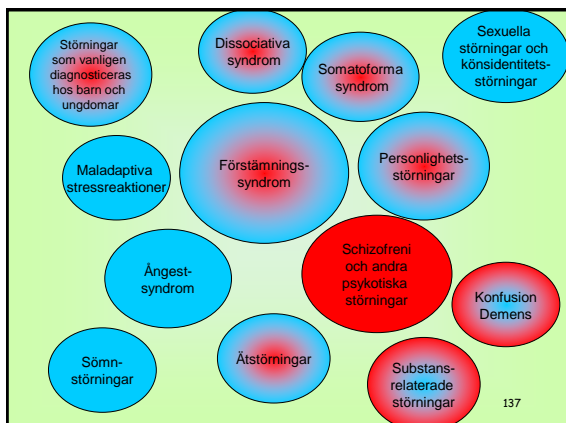 Störningar
som vanligen
diagnosticeras
hos barn och
ungdomar
Dissociativa
syndrom
Somatoforma
syndrom
Sexuella
störningar och
könsidentitets-
störningar
Maladaptiva
stressreaktioner
Förstämnings-
syndrom
Personlighets-
störningar
Ångest-
syndrom
Schizofreni
och andra
psykotiska
störningar
Konfusion
Demens
Sömn-
störningar
Ätstörningar
Substans-
relaterade
störningar
137